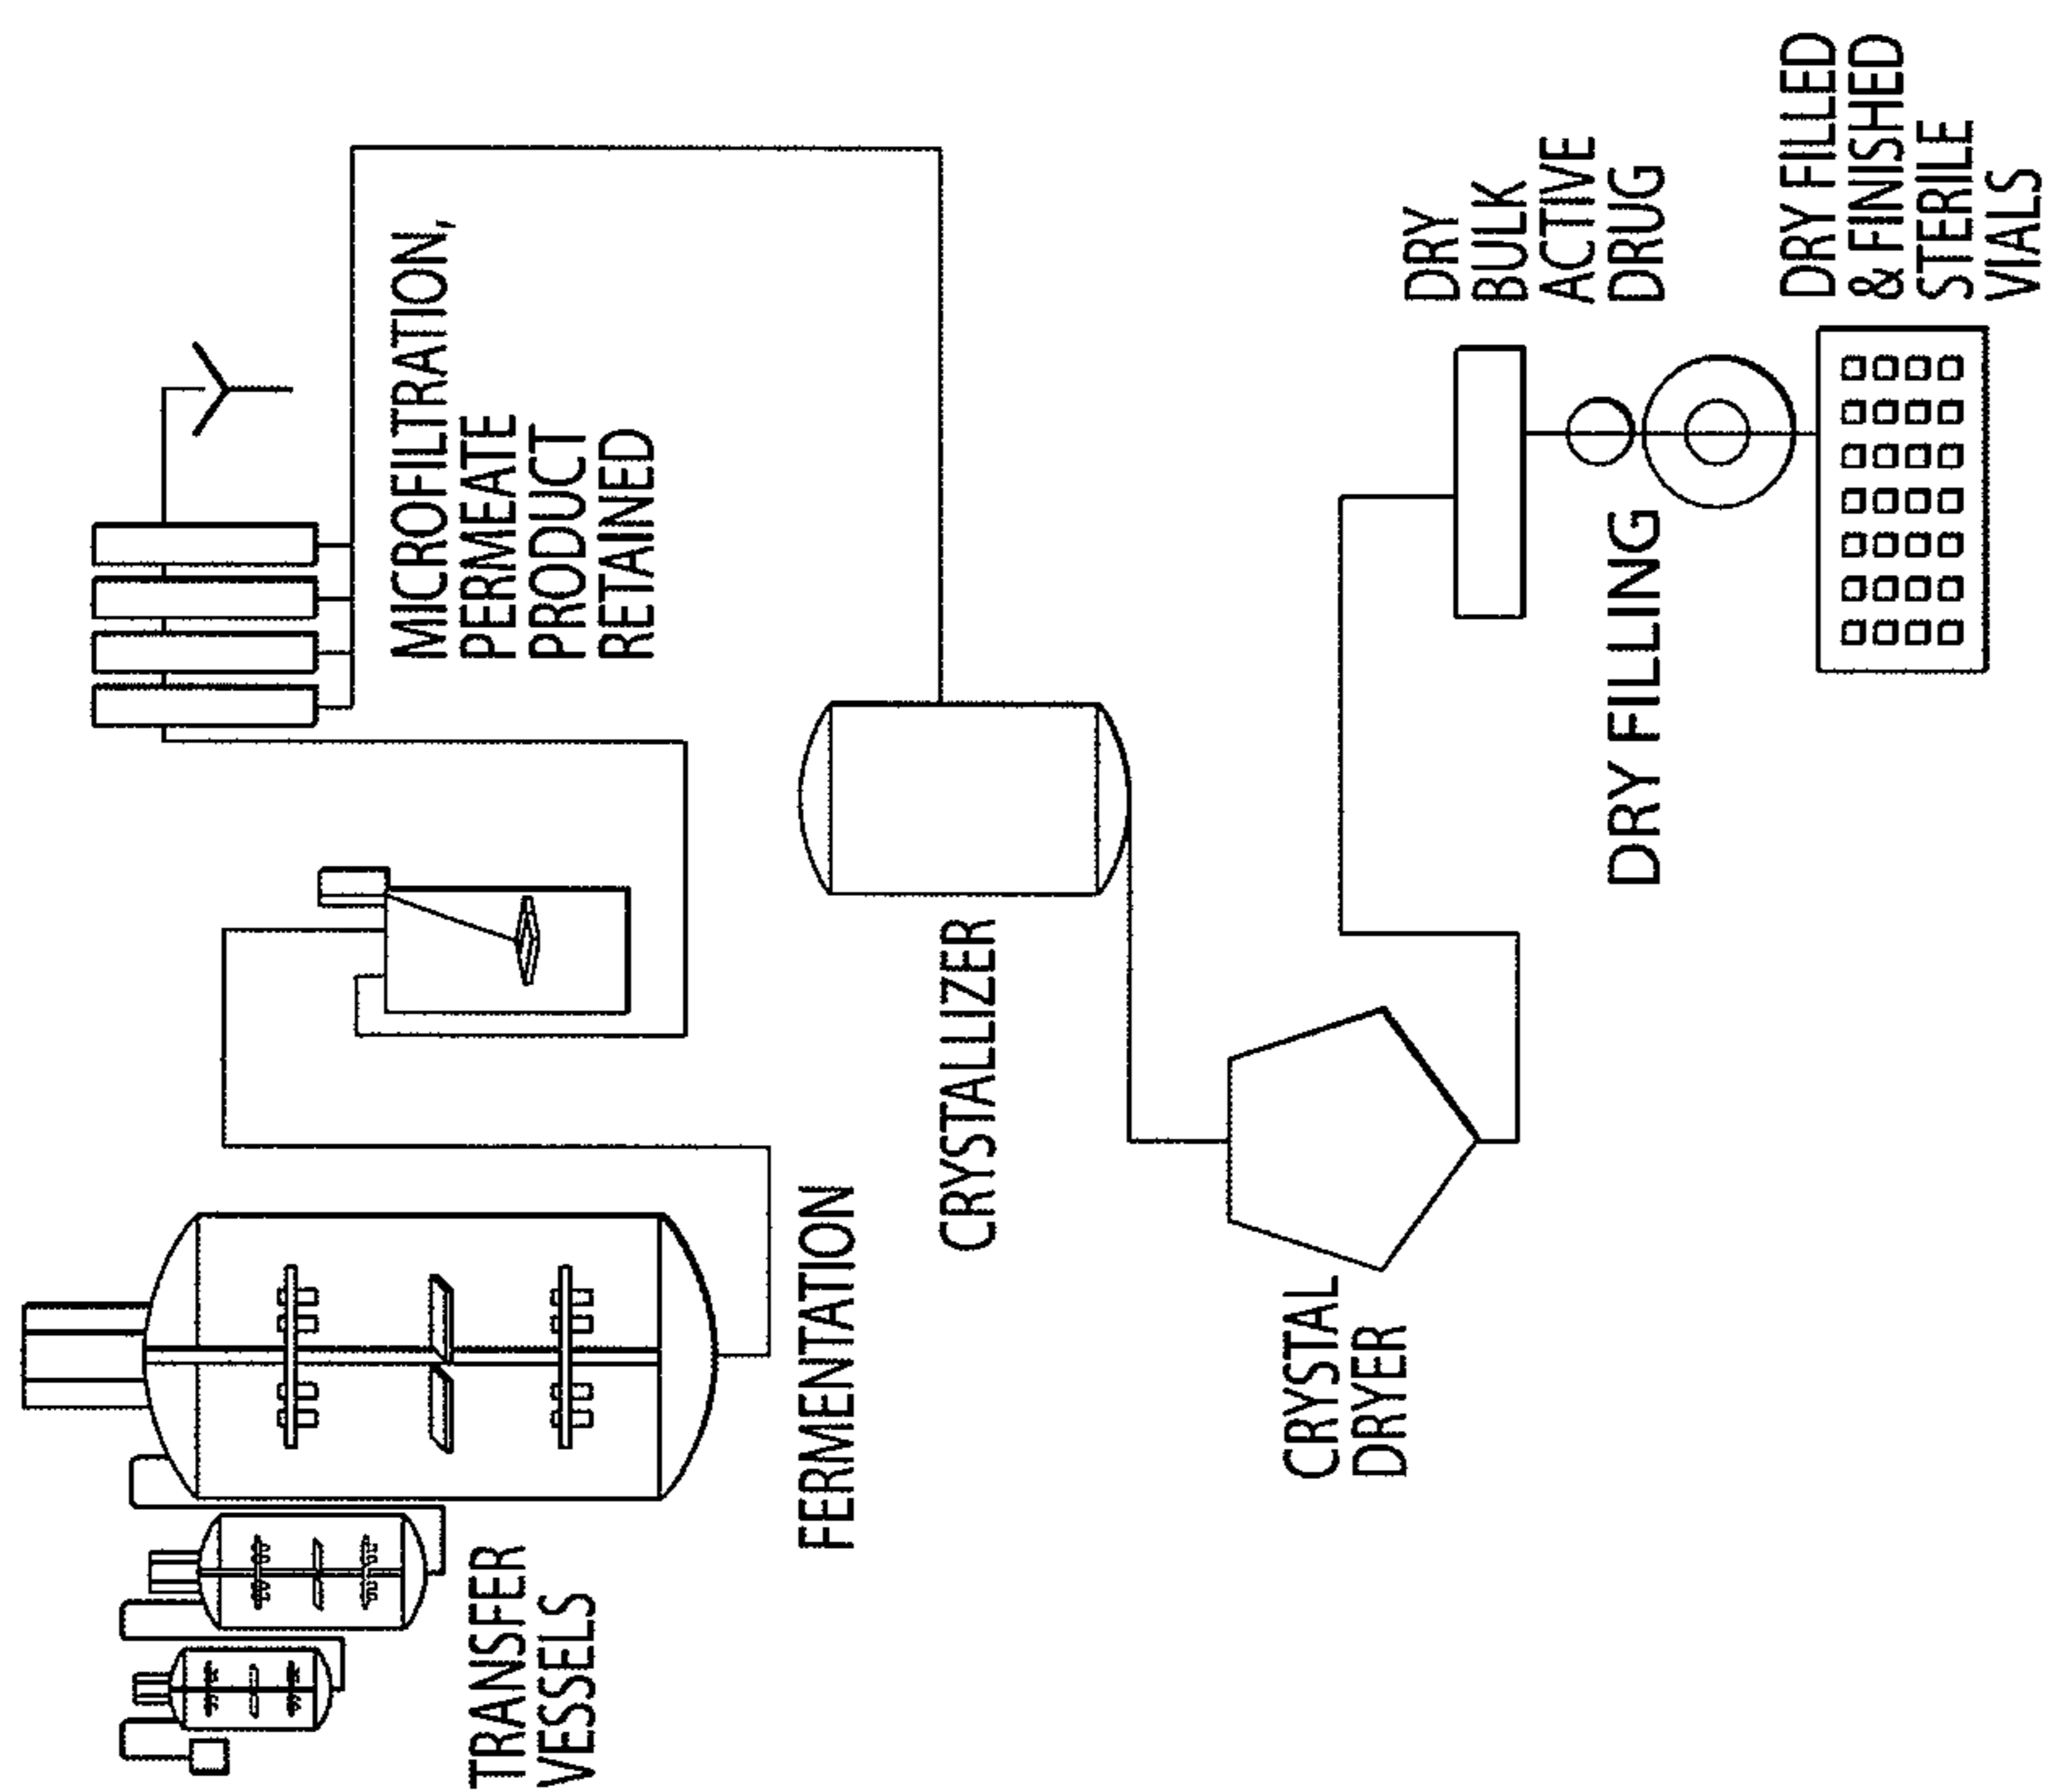 TRANSFER
VESSELS
FERMENTATION
MICROFILTRATION,
PERMEATE
PRODUCT
RETAINED
CRYSTALLIZER
CRYSTAL
DRYER
DRY
BULK
ACTIVE
DRUG
DRY FILLING
DRY FILLED
& FINISHED
STERILE
VIALS